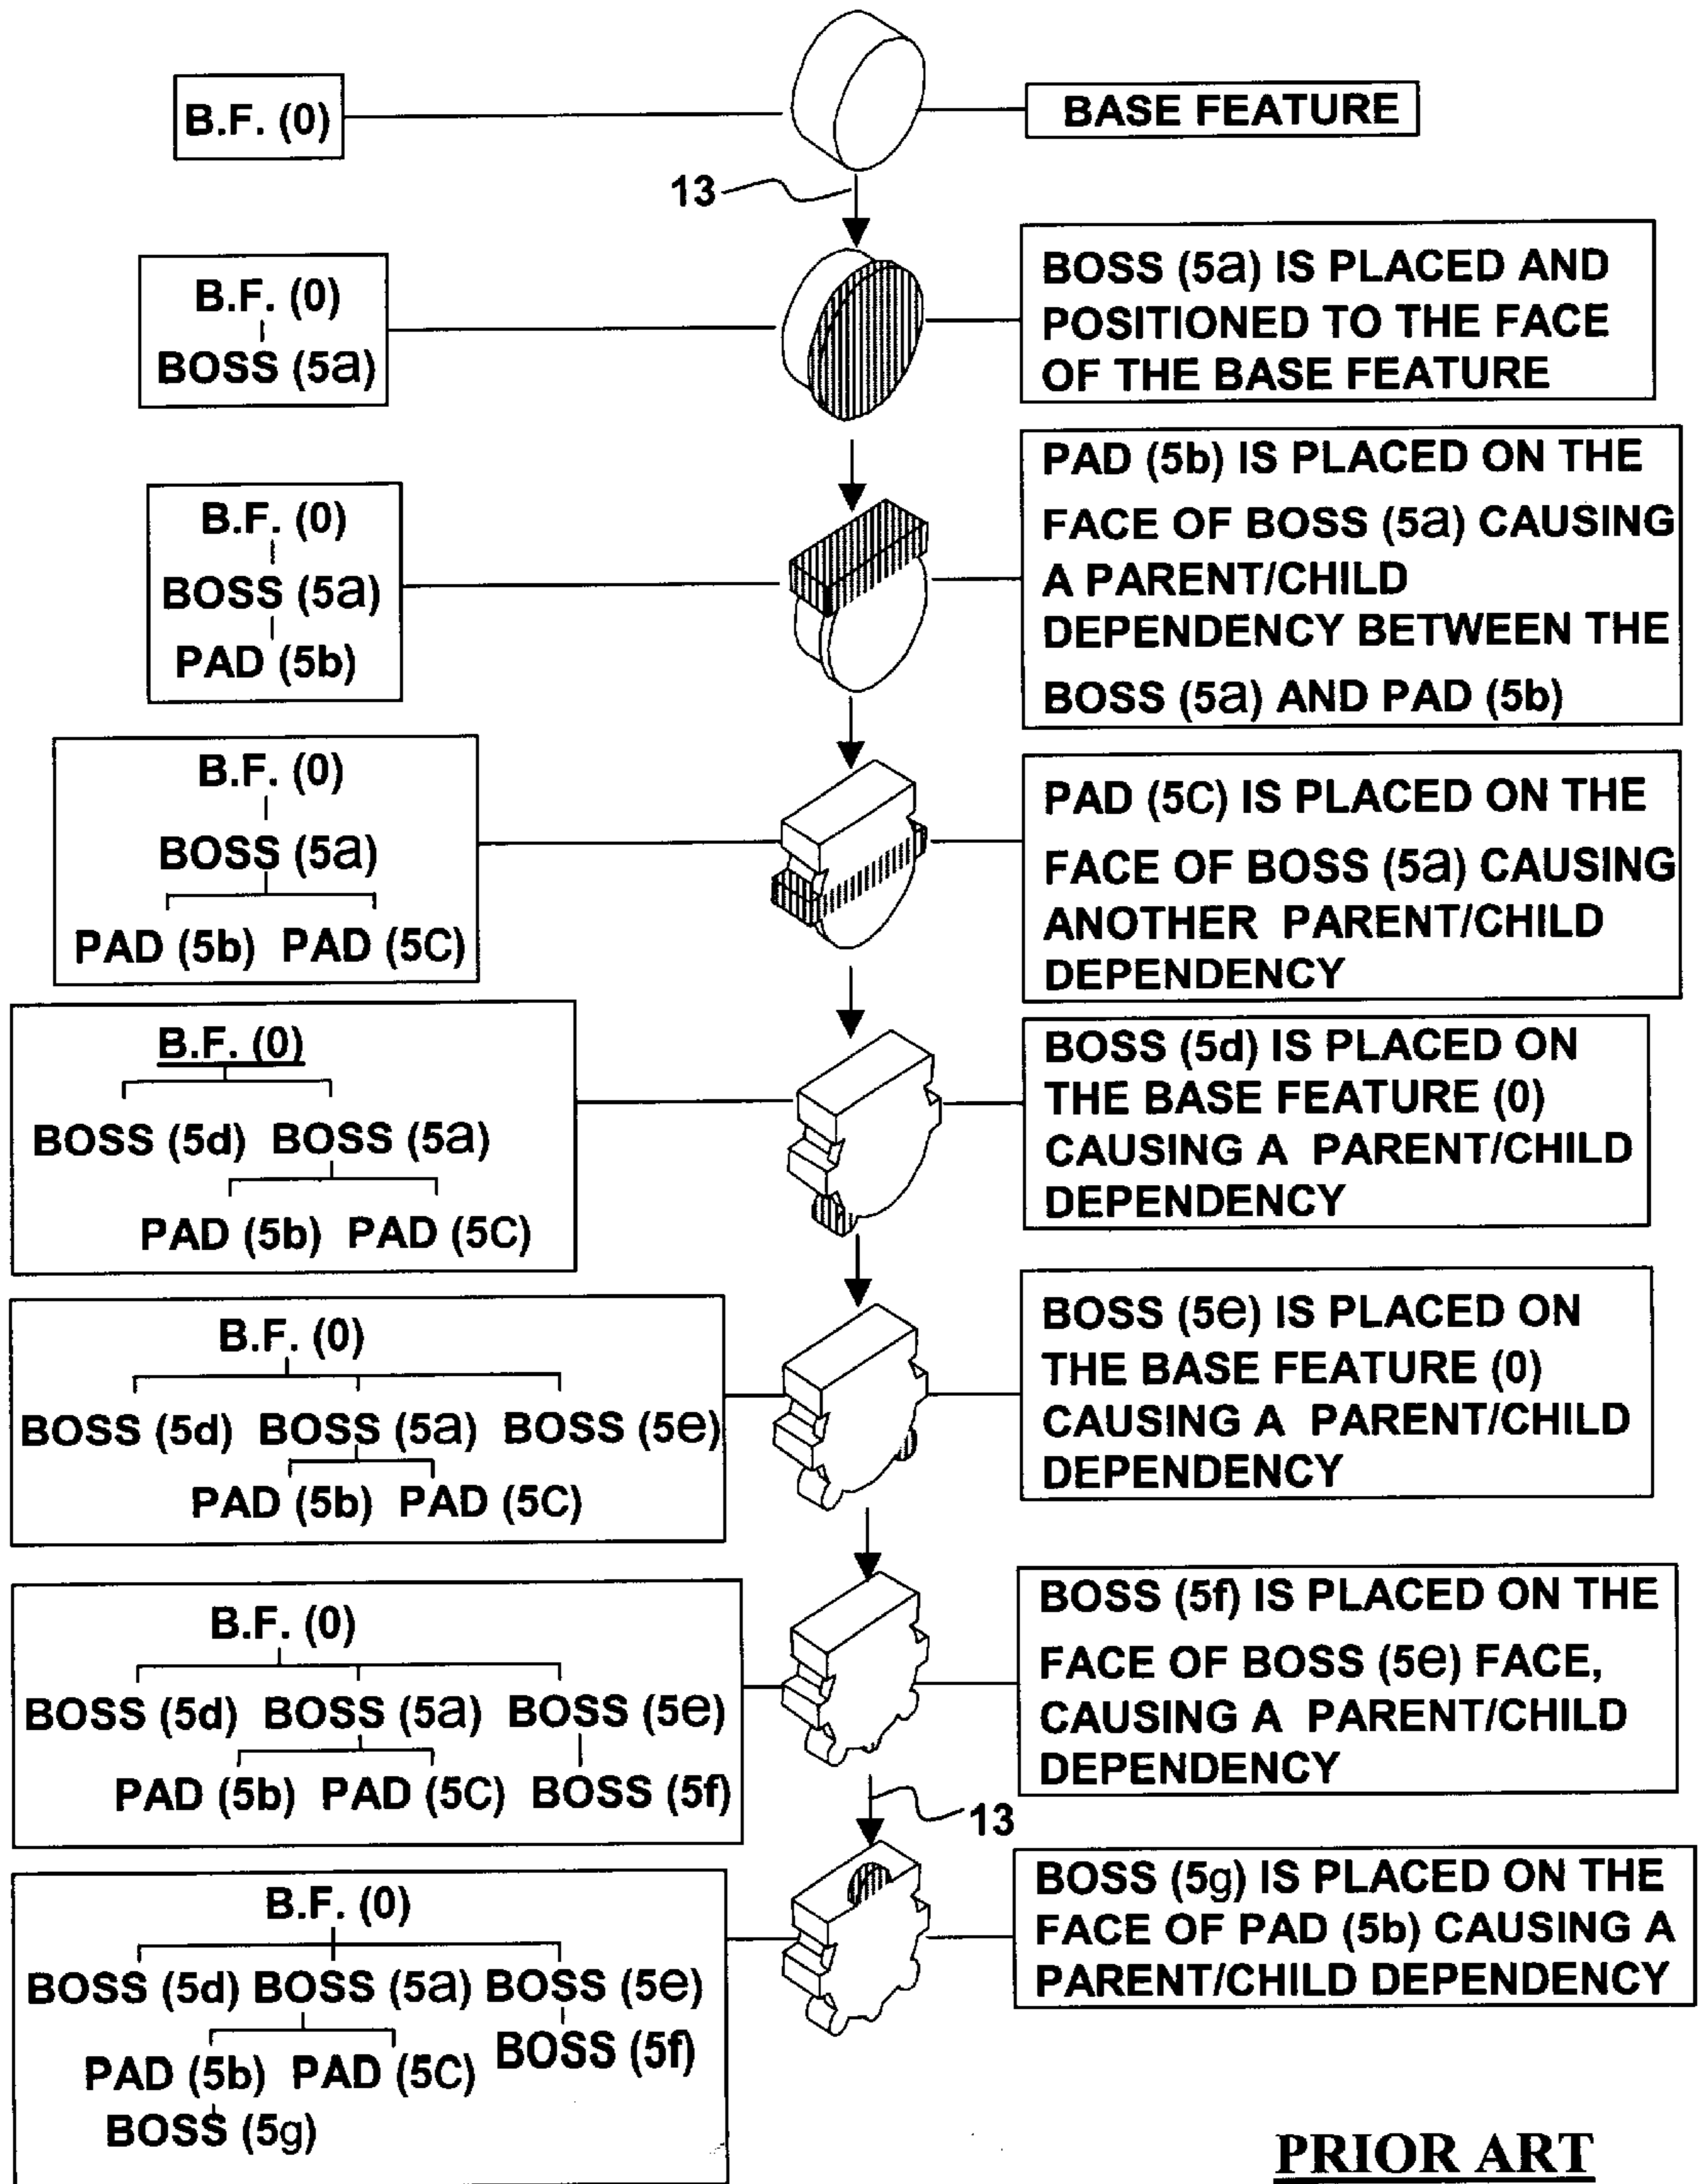 B.F. (0)
BASE FEATURE
13
B.F. (0)
BOSS (5a)
BOSS (5a) IS PLACED AND
POSITIONED TO THE FACE
OF THE BASE FEATURE
B.F. (0)
BOSS (5a)
PAD (5b)
PAD (5b) IS PLACED ON THE
FACE OF BOSS (5a) CAUSING
A PARENT/CHILD
DEPENDENCY BETWEEN THE
BOSS (5a) AND PAD (5b)
B.F. (0)
BOSS (5a)
PAD (5b) PAD (5C)
PAD (5C) IS PLACED ON THE
FACE OF BOSS (5a) CAUSING
ANOTHER PARENT/CHILD
DEPENDENCY
B.F. (0)
BOSS (5d) BOSS (5a)
PAD (5b) PAD (5C)
BOSS (5d) IS PLACED ON
THE BASE FEATURE (0)
CAUSING A PARENT/CHILD
DEPENDENCY
B.F. (0)
BOSS (5d) BOSS (5a) BOSS (5e)
PAD (5b) PAD (5C)
BOSS (5e) IS PLACED ON
THE BASE FEATURE (0)
CAUSING A PARENT/CHILD
DEPENDENCY
B.F. (0)
BOSS (5d) BOSS (5a) BOSS (5e)
PAD (5b) PAD (5C) BOSS (5f)
BOSS (5f) IS PLACED ON THE
FACE OF BOSS (5e) FACE,
CAUSING A PARENT/CHILD
DEPENDENCY
13
B.F. (0)
BOSS (5d) BOSS (5a) BOSS (5e)
PAD (5b) PAD (5C) BOSS (5f)
BOSS (5g)
BOSS (5g) IS PLACED ON THE
FACE OF PAD (5b) CAUSING A
PARENT/CHILD DEPENDENCY
PRIOR ART